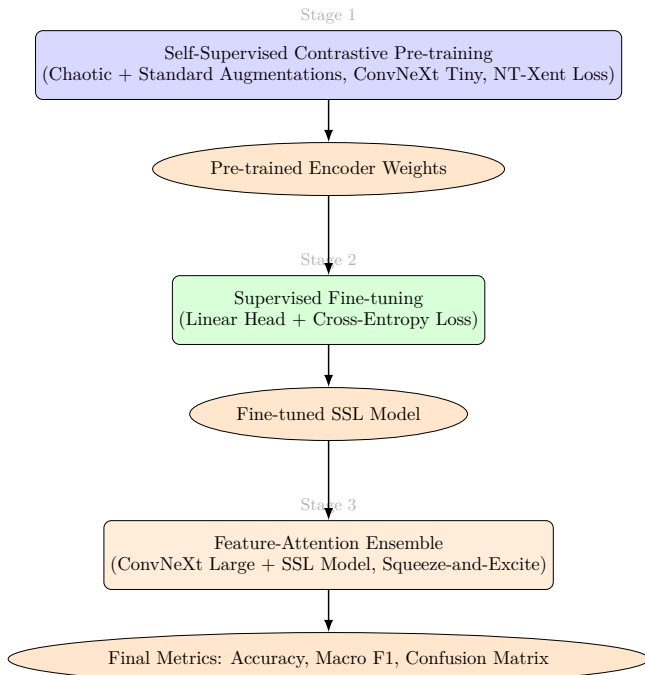 Stage 1
Self-Supervised Contrastive Pre-training
(Chaotic + Standard Augmentations, ConvNeXt Tiny, NT-Xent Loss)
Pre-trained Encoder Weights
Stage 2
Supervised Fine-tuning
(Linear Head + Cross-Entropy Loss)
Fine-tuned SSL Model
Stage 3
Feature-Attention Ensemble
(ConvNeXt Large + SSL Model, Squeeze-and-Excite)
Final Metrics: Accuracy, Macro F1, Confusion Matrix